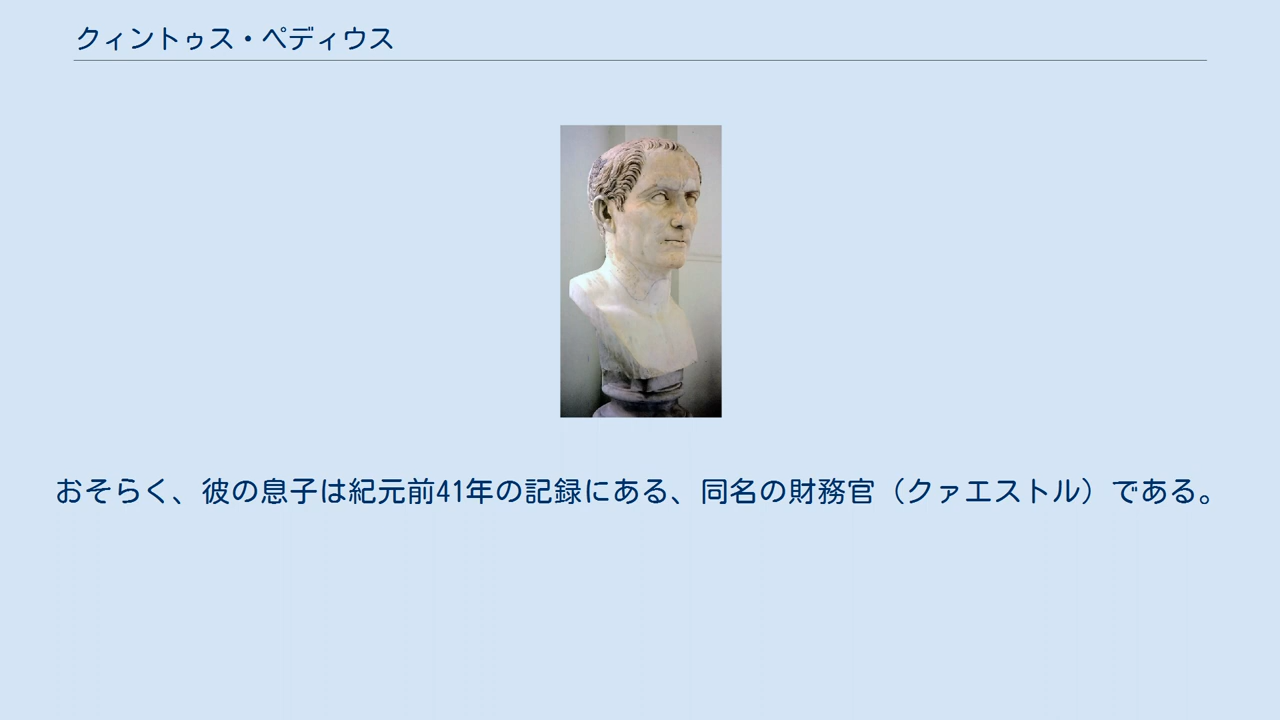 クィントゥス・ペディウス
おそらく、彼の息子は紀元前41年の記録にある、同名の財務官（クァエストル）である。